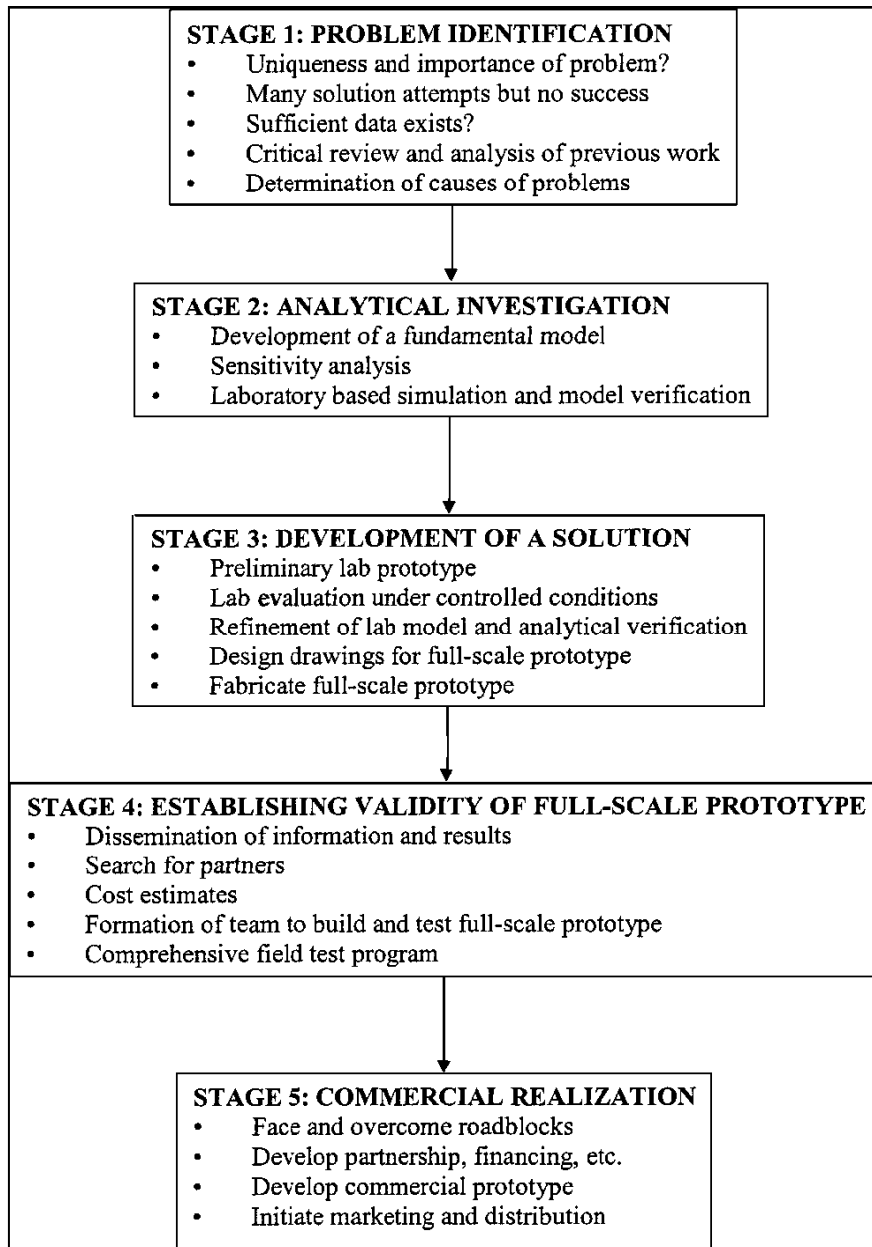 STAGE 1: PROBLEM IDENTIFICATION
• Uniqueness and importance of problem?
• Many solution attempts but no success
• Sufficient data exists?
• Critical review and analysis of previous work
• Determination of causes of problems
STAGE 2: ANALYTICAL INVESTIGATION
• Development of a fundamental model
• Sensitivity analysis
• Laboratory based simulation and model verification
STAGE 3: DEVELOPMENT OF A SOLUTION
• Preliminary lab prototype
• Lab evaluation under controlled conditions
• Refinement of lab model and analytical verification
• Design drawings for full-scale prototype
• Fabricate full-scale prototype
STAGE 4: ESTABLISHING VALIDITY OF FULL-SCALE PROTOTYPE
• Dissemination of information and results
• Search for partners
• Cost estimates
• Formation of team to build and test full-scale prototype
• Comprehensive field test program
STAGE 5: COMMERCIAL REALIZATION
• Face and overcome roadblocks
• Develop partnership, financing, etc.
• Develop commercial prototype
• Initiate marketing and distribution